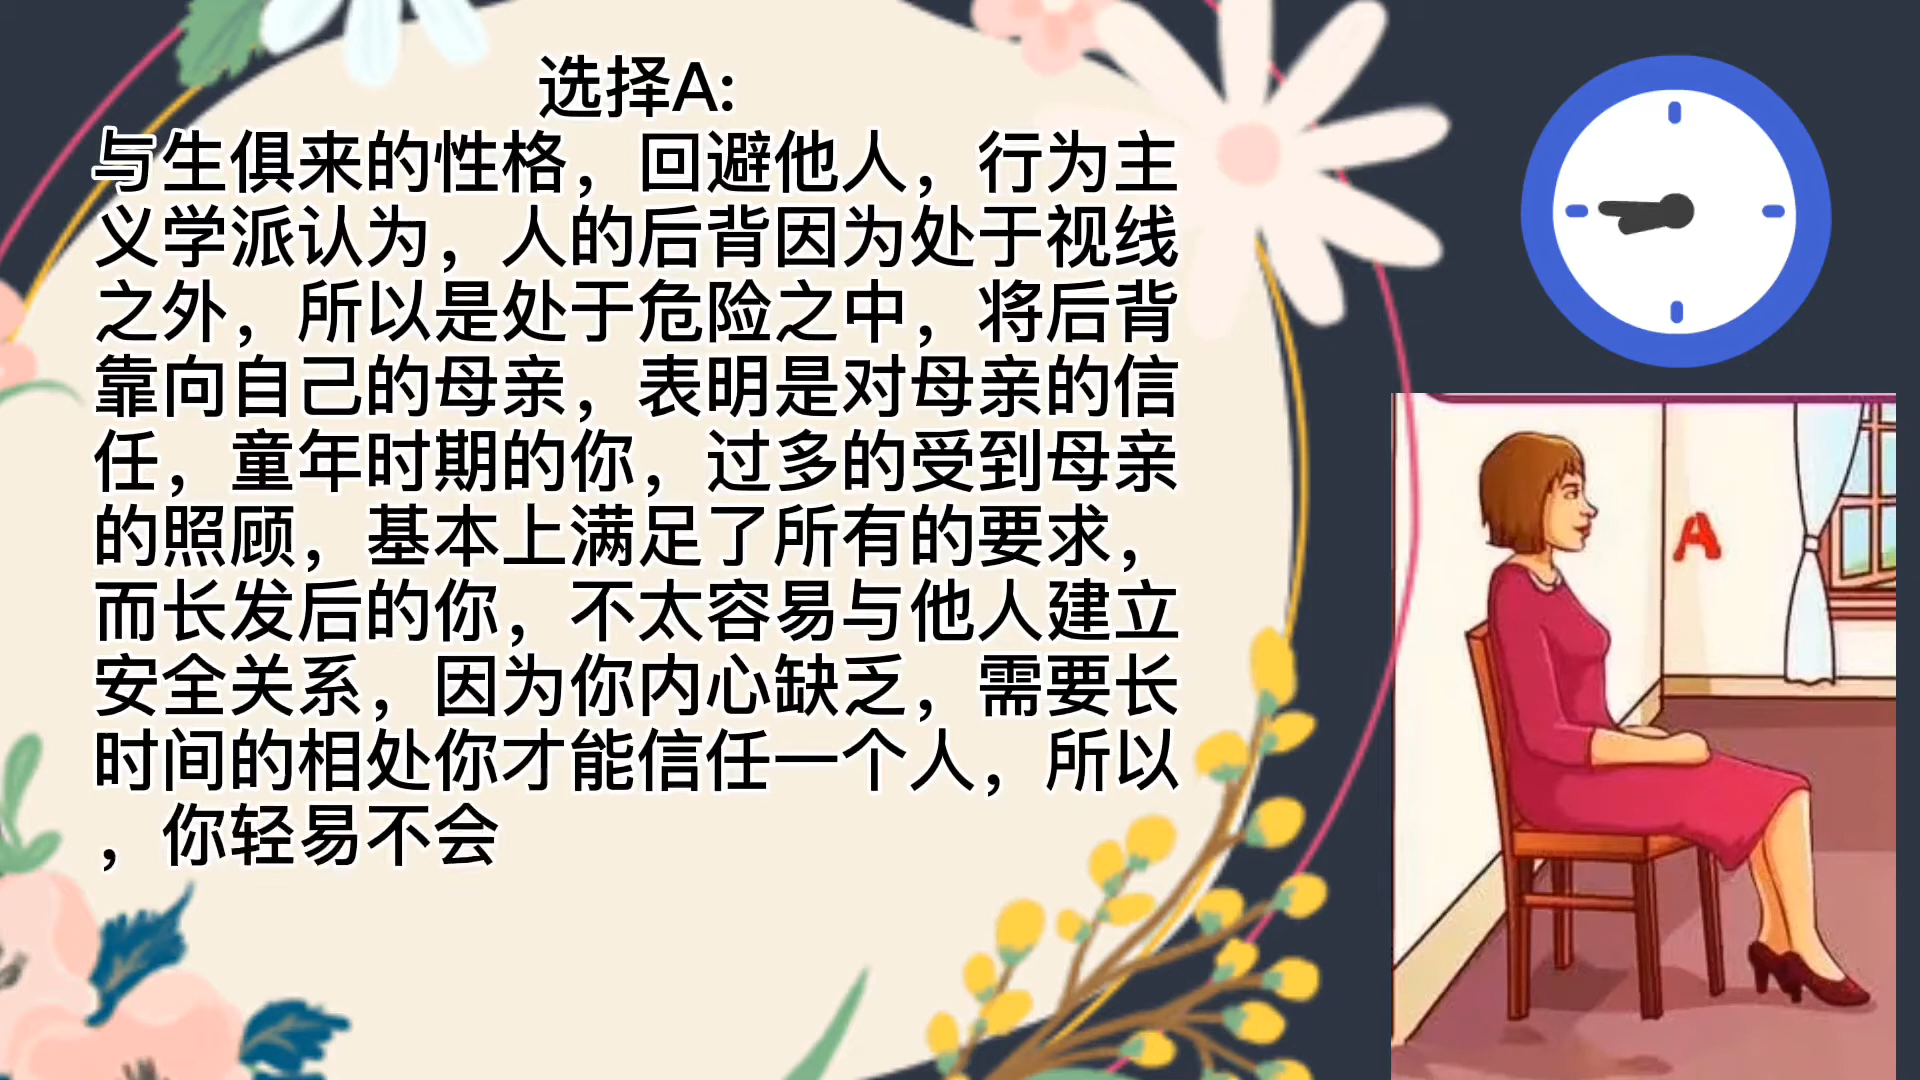 选择A:
与生俱来的性格，回避他人，行为主
义学派认为，人的后背因为处于视线
之外，所以是处于危险之中，将后背
靠向自己的母亲，表明是对母亲的信
任，童年时期的你，过多的受到母亲
的照顾，基本上满足了所有的要求，
而长发后的你，不太容易与他人建立
安全关系，因为你内心缺乏，需要长
时间的相处你才能信任一个人，所以
，你轻易不会
A